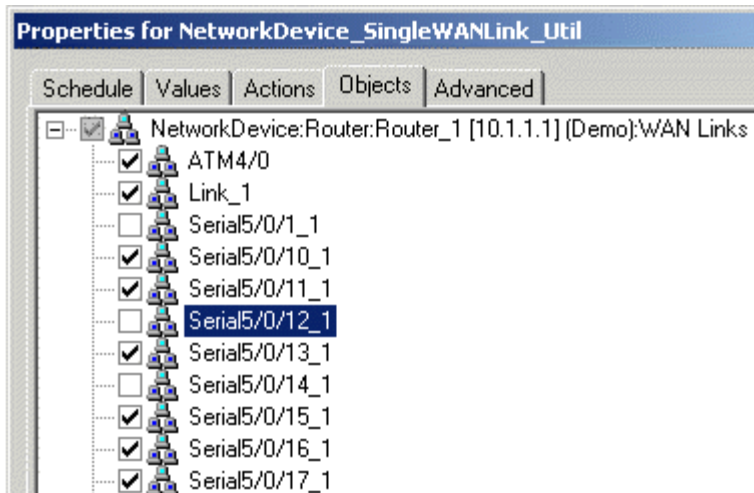 Properties for NetworkDevice_SingleWANLink_Util
Schedule Values Actions Objects Advanced
NetworkDevice:Router:Router_1 [10.1.1.1] (Demo):WAN Links
ATM4/0
Link_1
Serial5/0/1_1
Serial5/0/10_1
Serial5/0/11_1
Serial5/0/12_1
Serial5/0/13_1
Serial5/0/14_1
Serial5/0/15_1
Serial5/0/16_1
Serial5/0/17_1